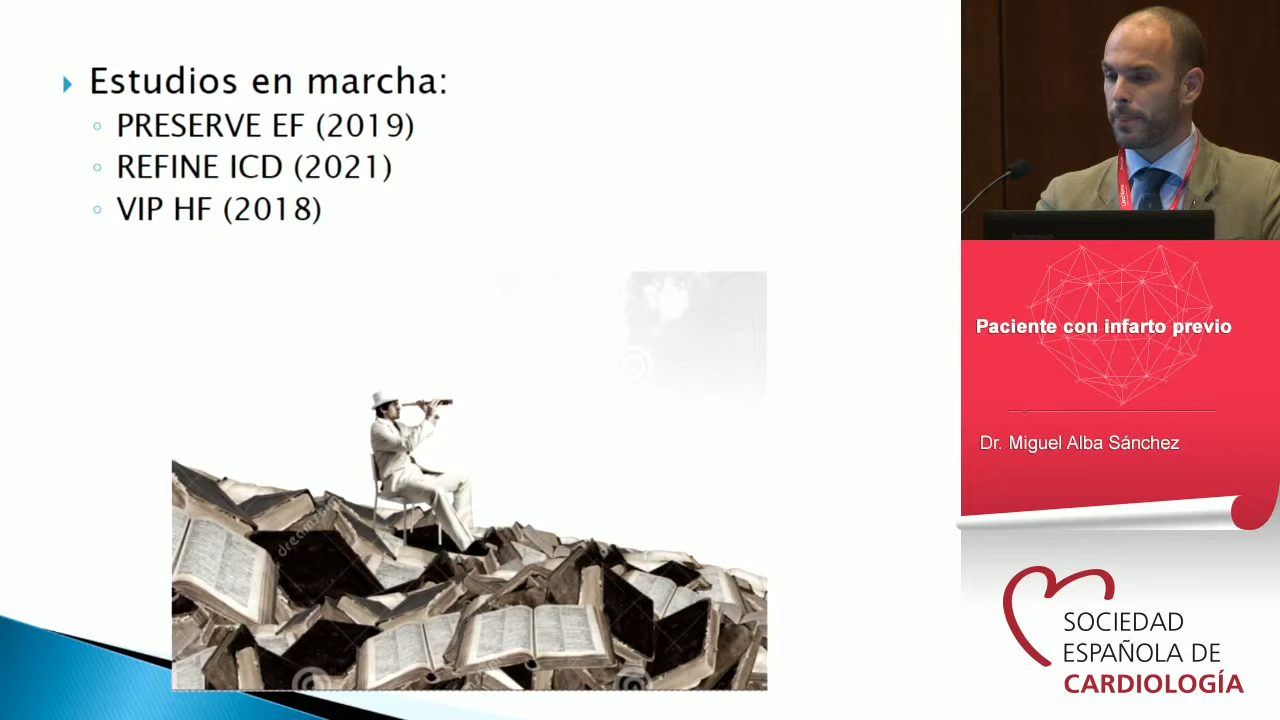 Estudios en marcha:
PRESERVE EF (2019)
REFINE ICD (2021)
VIP HF (2018)
Paciente con infarto previo
Dr. Miguel Alba Sánchez
SOCIEDAD
ESPAÑOLA DE
CARDIOLOGÍA